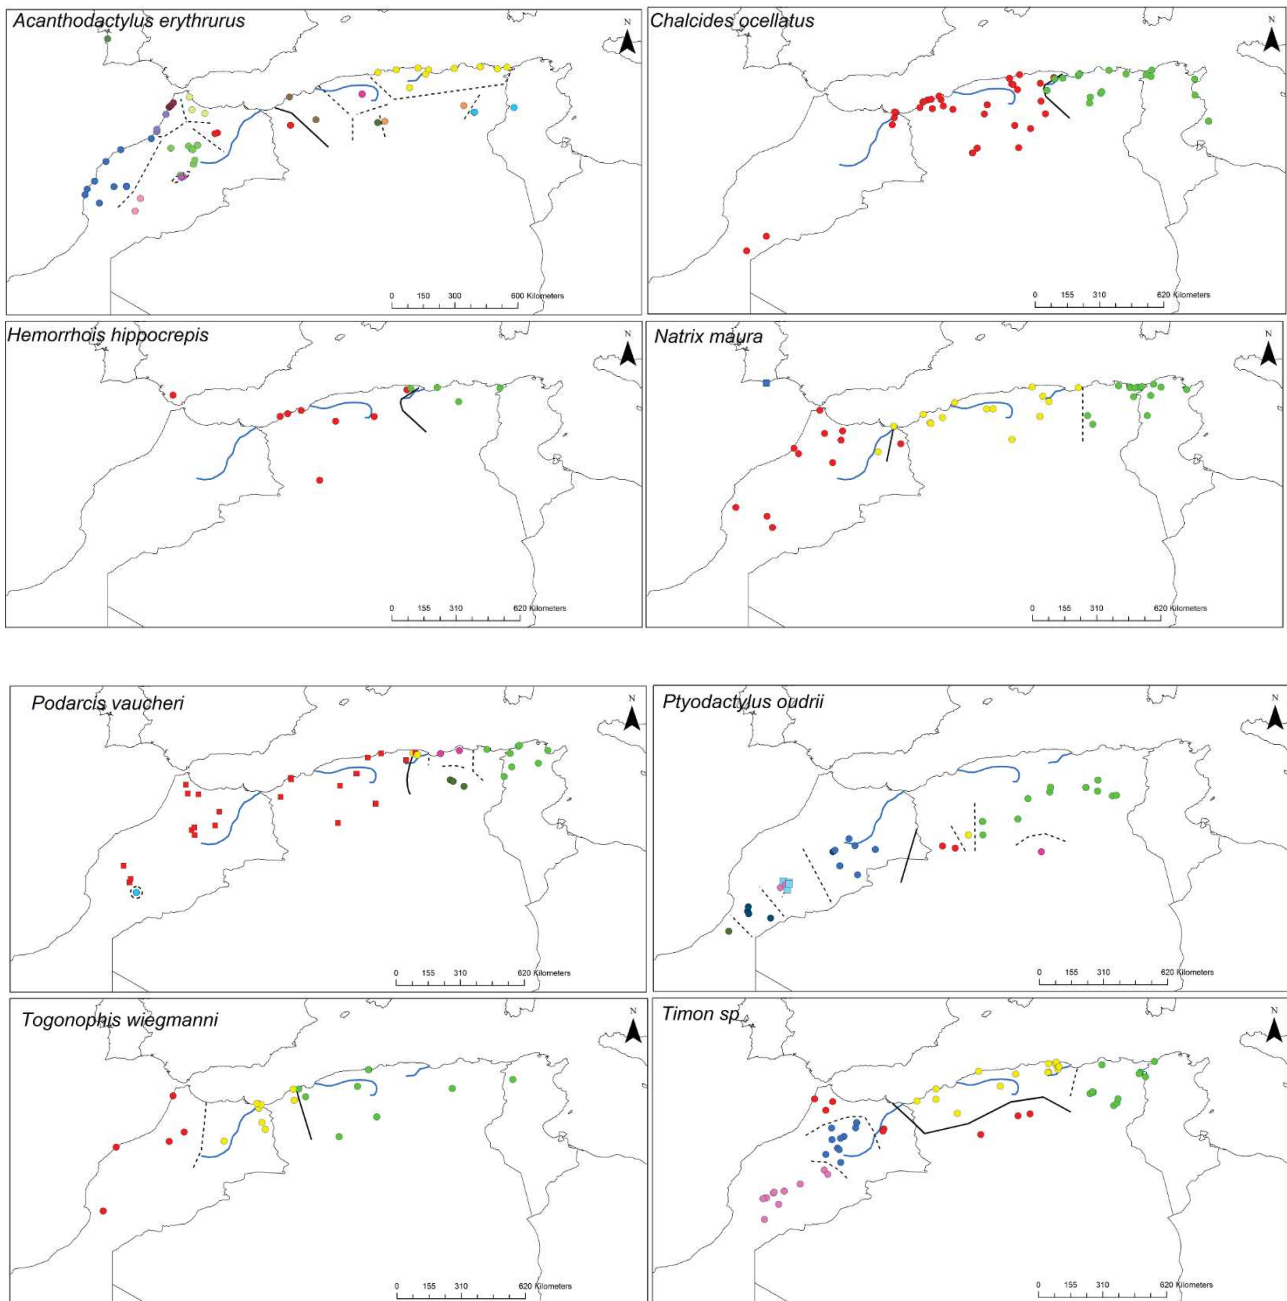 Acanthodactylus erythrurus
N
0 150 300 600 Kilometers
Chalcides ocellatus
N
0 155 310 620 Kilometers
Hemorrhois hippocrepis
N
0 155 310 620 Kilometers
Natrix maura
N
0 155 310 620 Kilometers
Podarcis vaucheri
N
0 155 310 620 Kilometers
Ptyodactylus oudrii
N
0 155 310 620 Kilometers
Togonophis wiegmanni
N
0 155 310 620 Kilometers
Timon sp
N
0 155 310 620 Kilometers